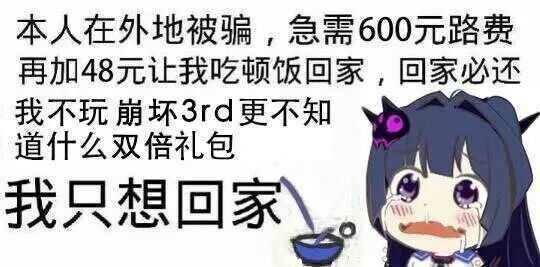 本人在外地被骗，急需600元路费
再加48元让我吃顿饭回家，回家必还
我不玩崩坏3rd更不知
道什么双倍礼包
我只想回家